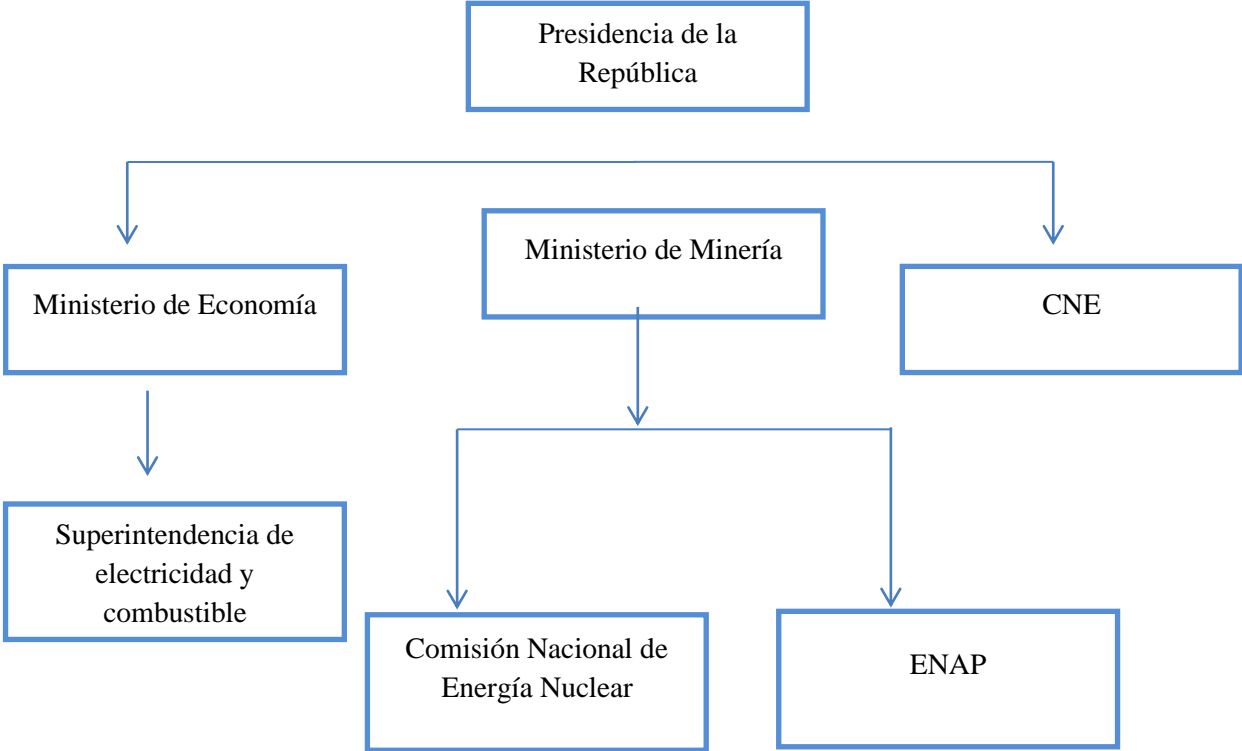 Presidencia de la
República
Ministerio de Minería
Ministerio de Economía
CNE
Superintendencia de
electricidad y
combustible
Comisión Nacional de
Energía Nuclear
ENAP